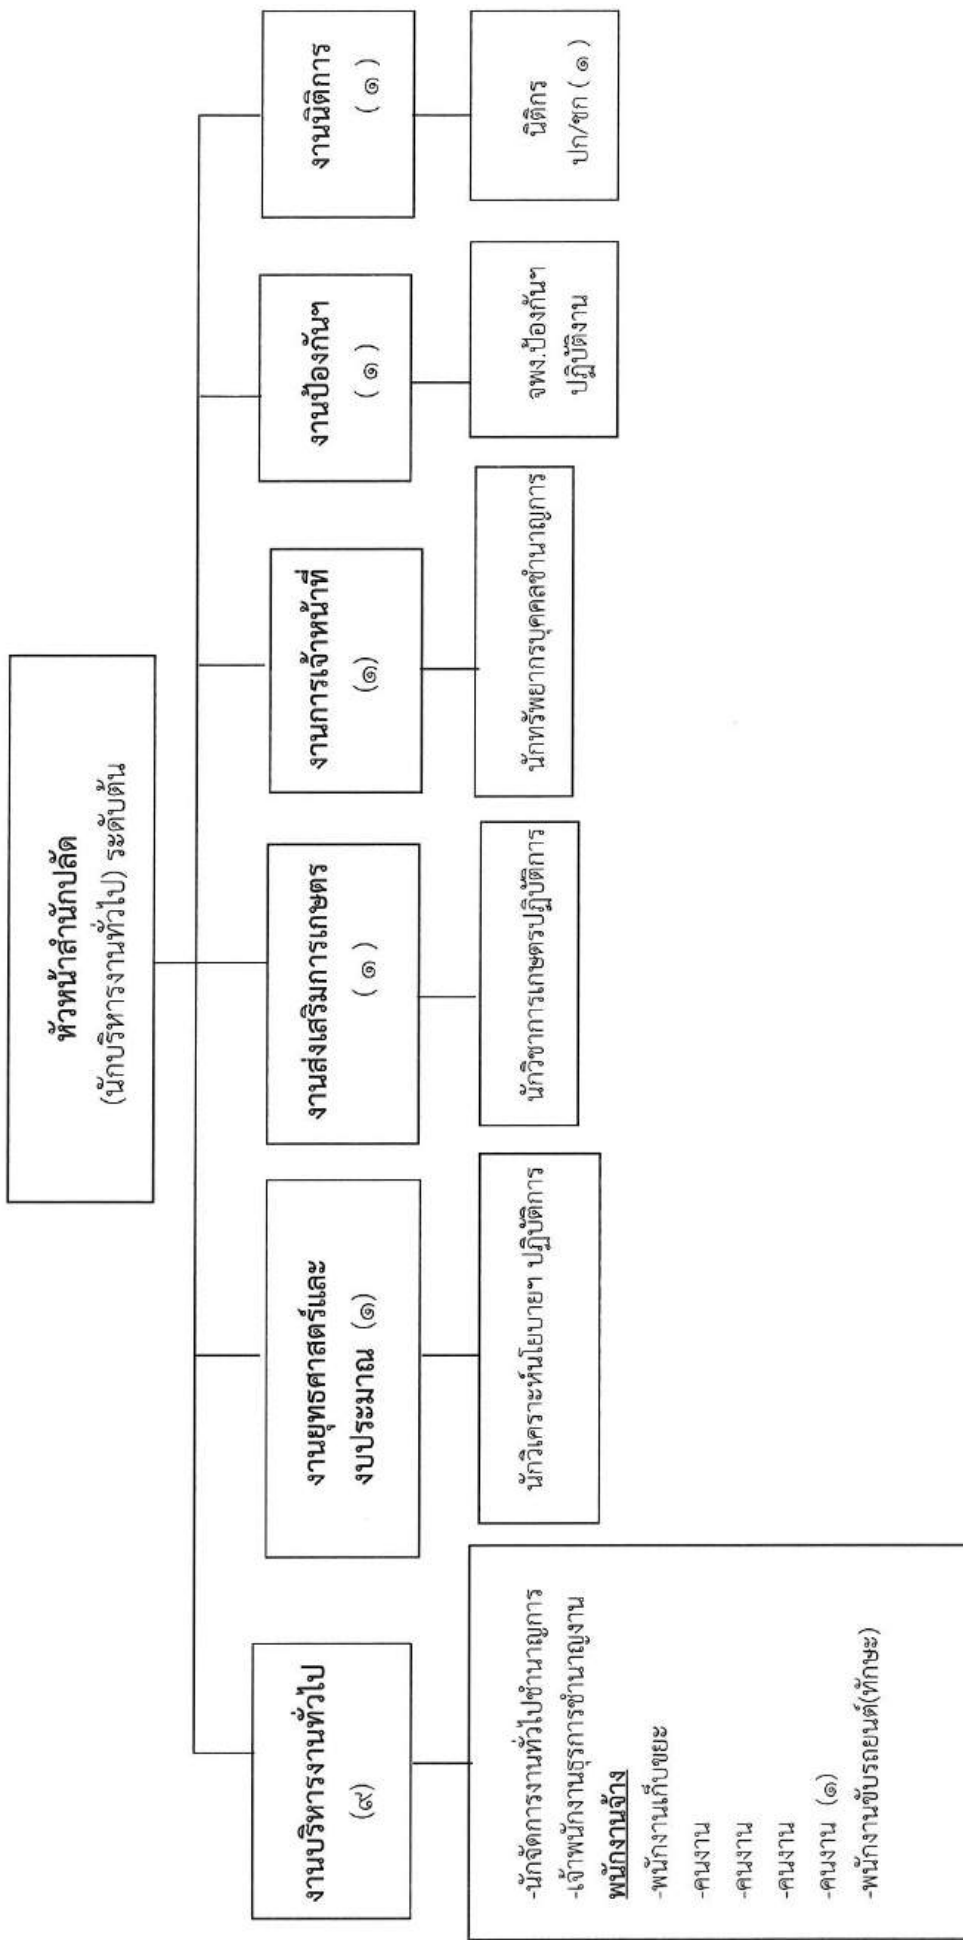 หัวหน้าสำนักปลัด
(นักบริหารงานทั่วไป) ระดับต้น
งานบริหารงานทั่วไป
(๙)
งานยุทธศาสตร์และ
งบประมาณ (๑)
งานส่งเสริมการเกษตร
( ๑ )
งานการเจ้าหน้าที่
(๑)
งานป้องกันฯ
( ๑ )
งานนิติการ
( ๑ )
-นักจัดการงานทั่วไปชำนาญการ
-เจ้าพนักงานธุรการชำนาญงาน
พนักงานจ้าง
-พนักงานเก็บขยะ
-คนงาน
-คนงาน
-คนงาน
-คนงาน (๑)
-พนักงานขับรถยนต์(ทักษะ)
นักวิเคราะห์นโยบายฯ ปฏิบัติการ
นักวิชาการเกษตรปฏิบัติการ
นักทรัพยากรบุคคลชำนาญการ
จพง.ป้องกันฯ
ปฏิบัติงาน
นิติกร
ปก/ชก ( ๑ )